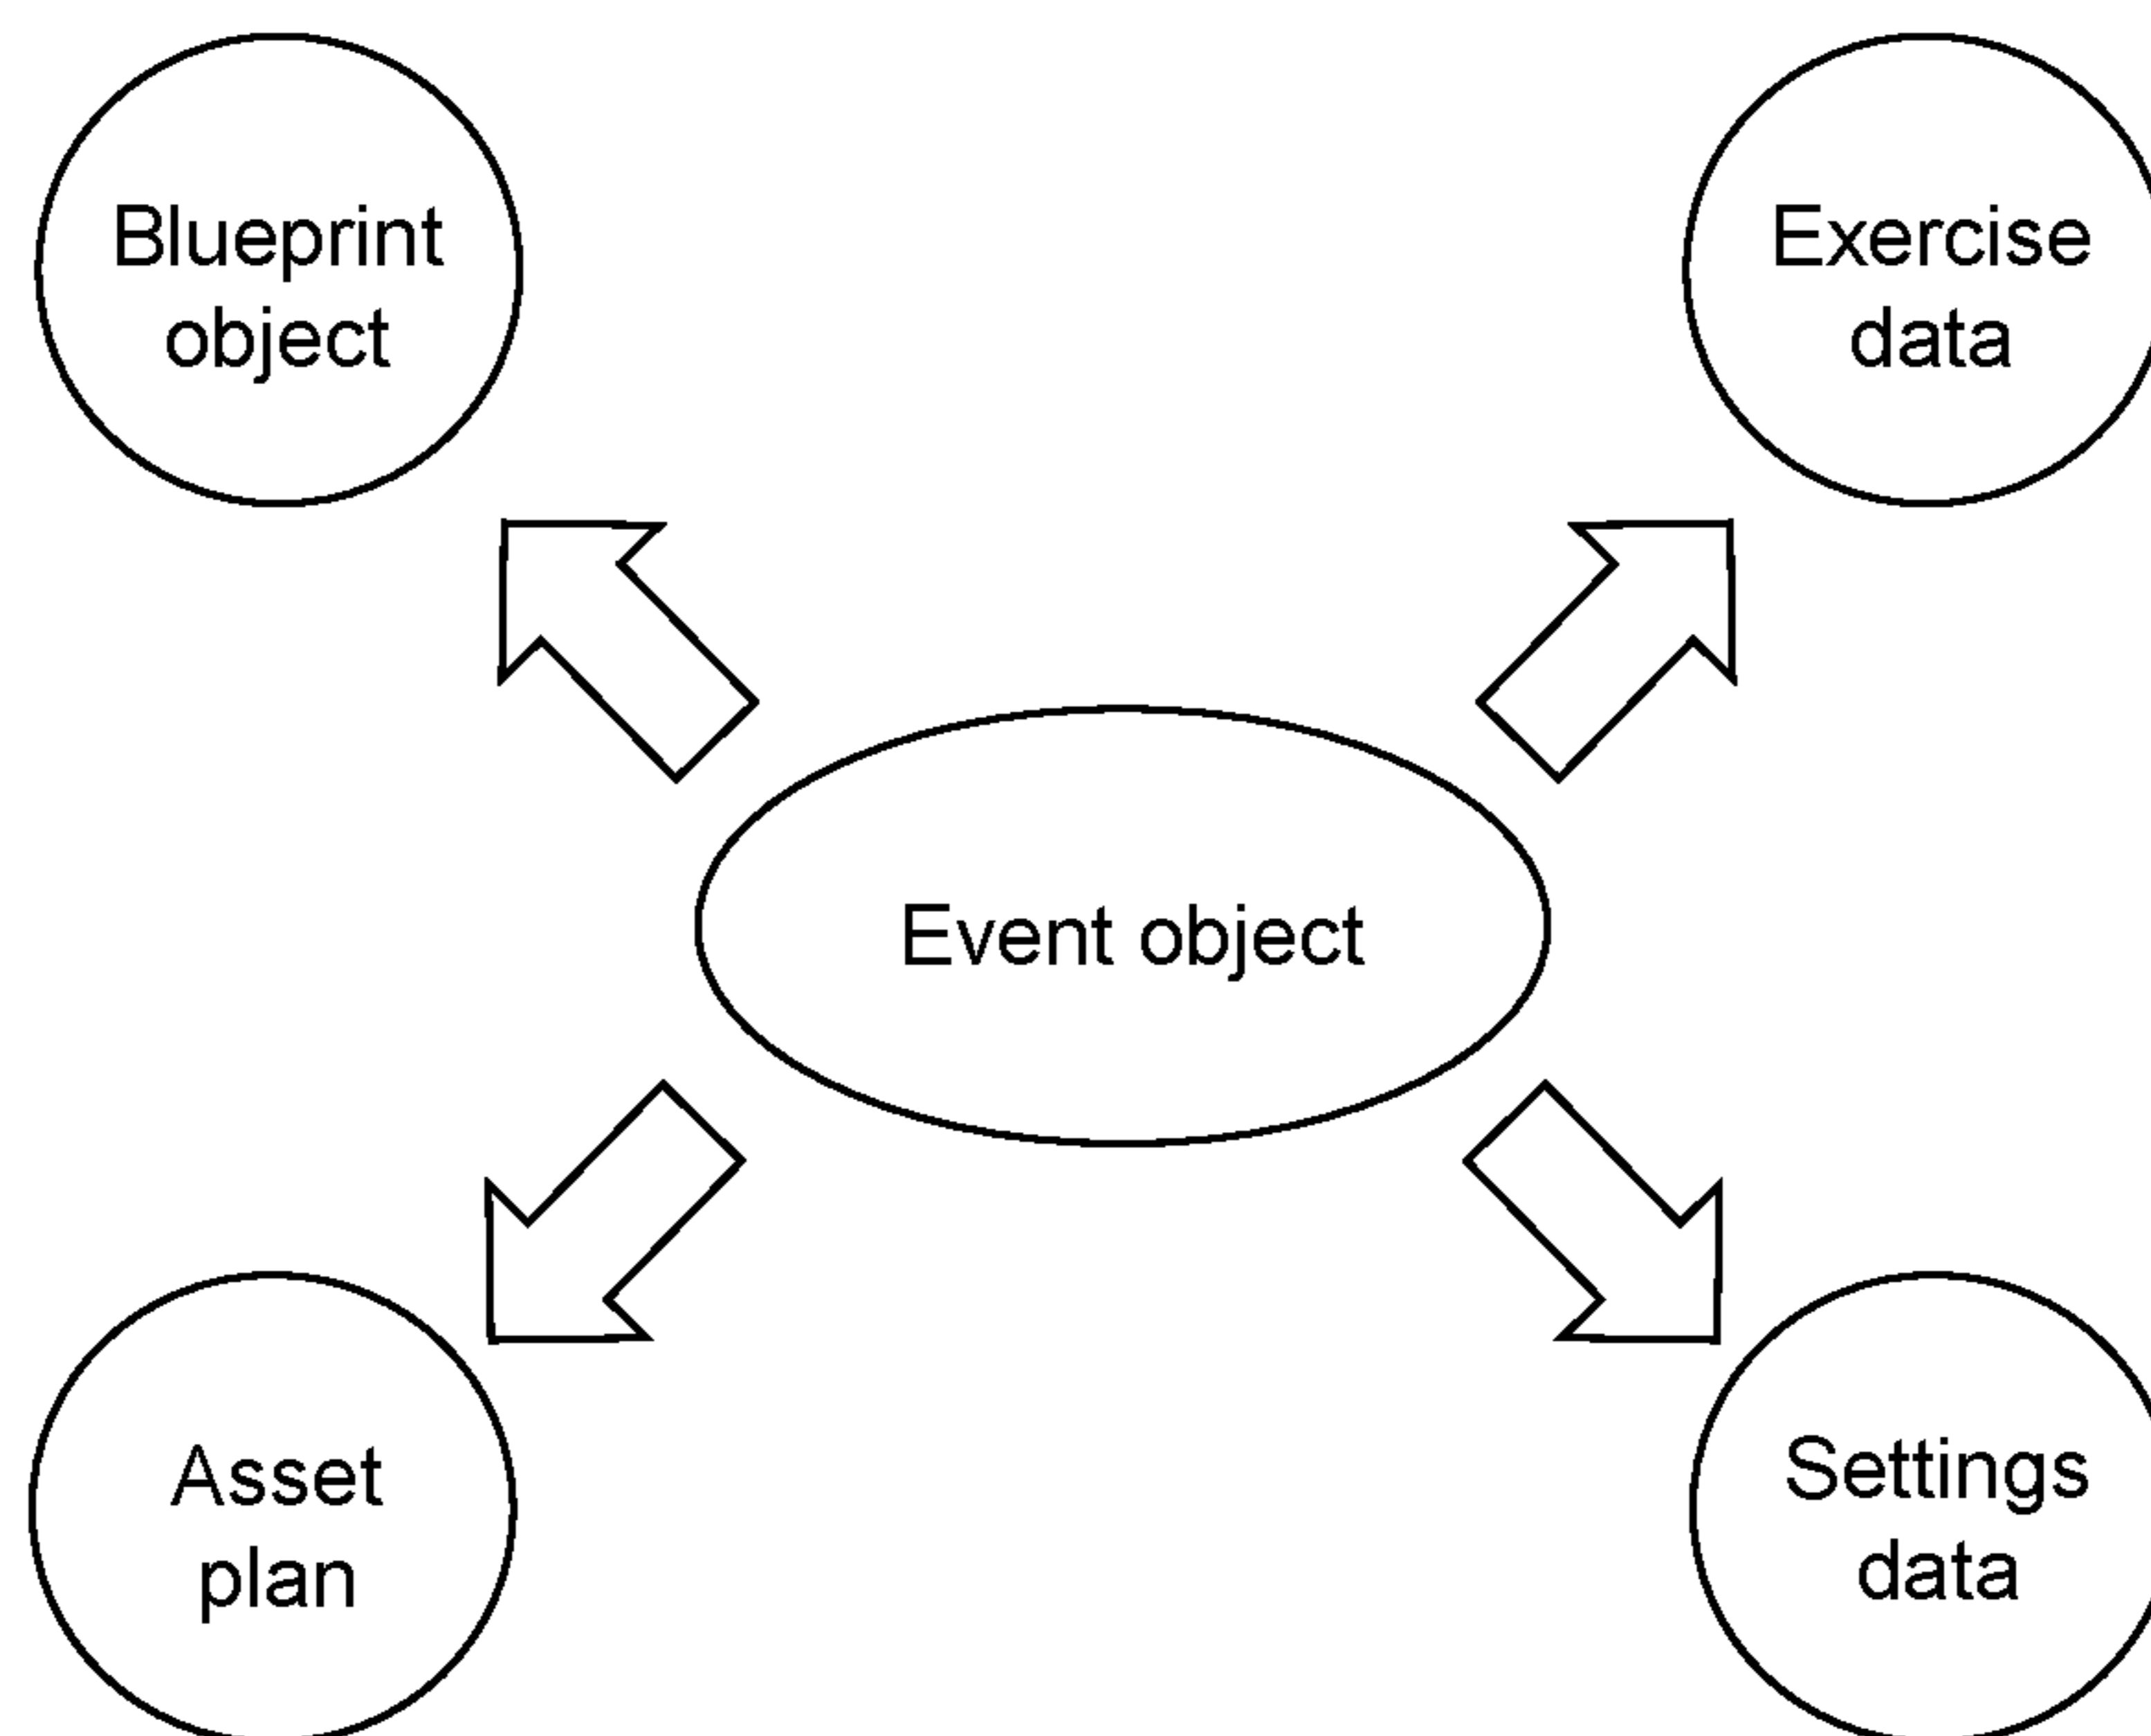 Blueprint
object
Exercise
data
Event object
Asset
plan
Settings
data